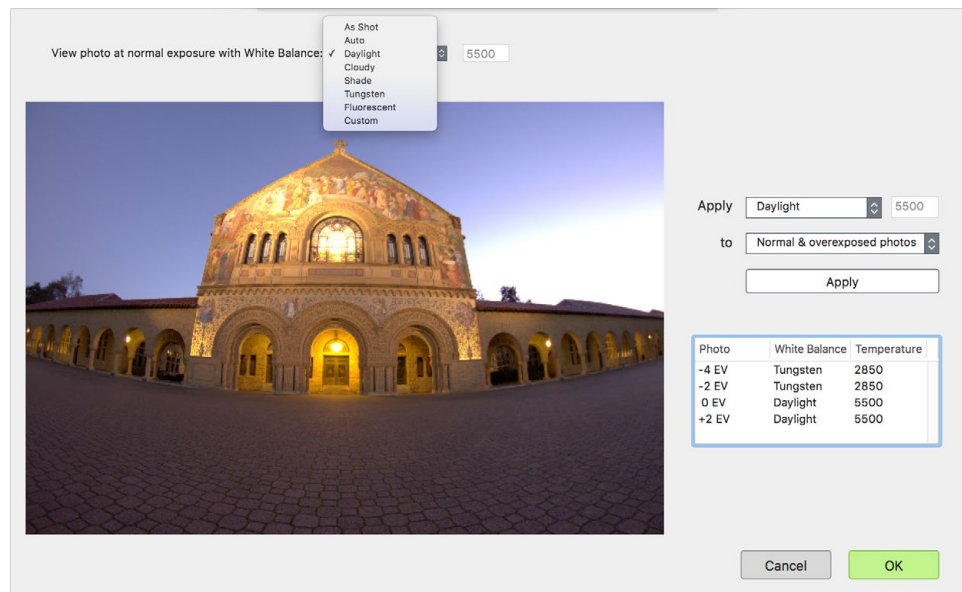 As Shot
Auto
View photo at normal exposure with White Balance: ✓ Daylight 5500
Cloudy
Shade
Tungsten
Fluorescent
Custom
Apply Daylight 5500
to Normal & overexposed photos
Apply
Photo White Balance Temperature
-4 EV Tungsten 2850
-2 EV Tungsten 2850
0 EV Daylight 5500
+2 EV Daylight 5500
Cancel OK